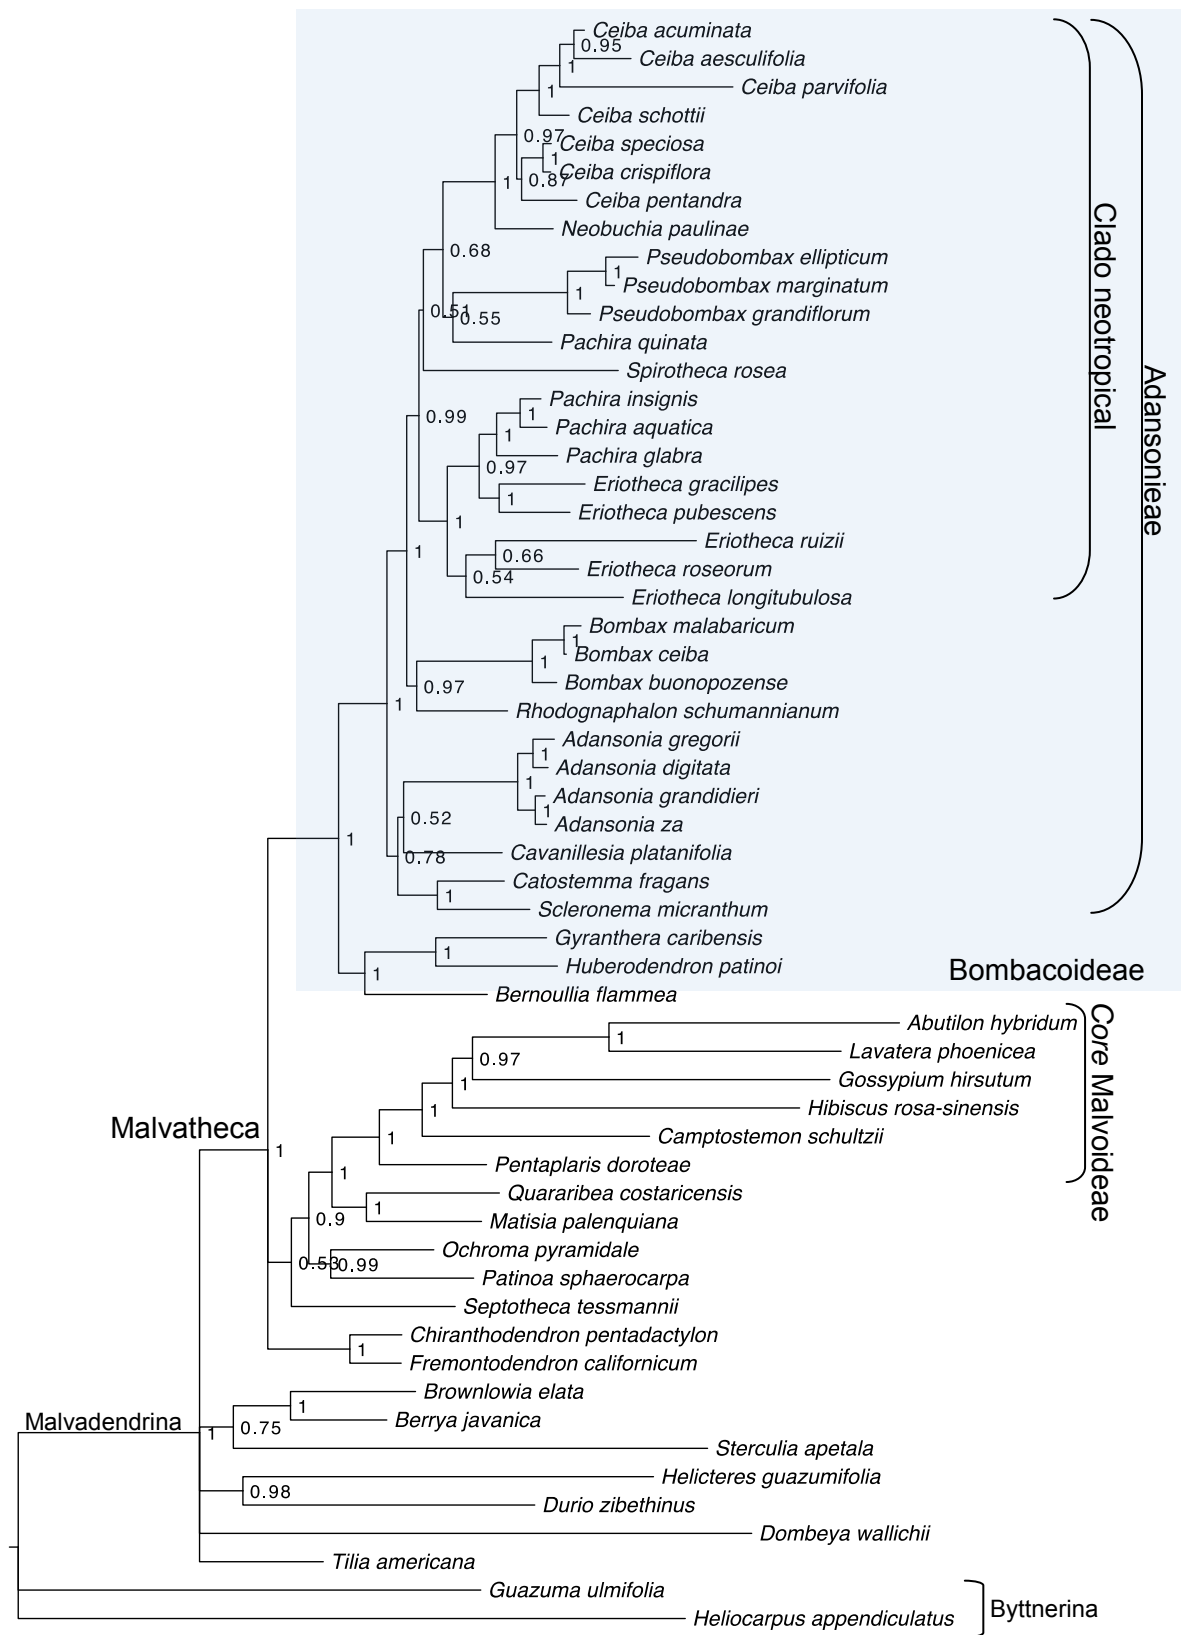 Ceiba acuminata
0.95
Ceiba aesculifolia
1
Ceiba parvifolia
1
Ceiba schottii
0.97
Ceiba speciosa
1
Ceiba crispiflora
0.87
1
Ceiba pentandra
Neobuchia paulinae
0.68
Pseudobombax ellipticum
1
Pseudobombax marginatum
1
Pseudobombax grandiflorum
0.51
0.55
Pachira quinata
Spirotheca rosea
Pachira insignis
1
0.99
Pachira aquatica
1
Pachira glabra
0.97
Eriotheca gracilipes
1
Eriotheca pubescens
1
Eriotheca ruizii
1
0.66
Eriotheca roseorum
0.54
Eriotheca longitubulosa
Bombax malabaricum
1
Bombax ceiba
1
Bombax buonopozense
0.97
1
Rhodognaphalon schumannianum
Adansonia gregorii
1
Adansonia digitata
1
Adansonia grandidieri
1
0.52
Adansonia za
1
Cavanillesia platanifolia
0.78
Catostemma fragans
1
Scleronema micranthum
Gyranthera caribensis
1
Huberodendron patinoi
1
Bernoullia flammea
Clado neotropical
Adansonieae
Bombacoideae
Abutilon hybridum
1
Lavatera phoenicea
0.97
Gossypium hirsutum
1
Hibiscus rosa-sinensis
1
Camptostemon schultzii
1
Pentaplaris doroteae
Core Malvoideae
Malvatheca
1
1
Quararibea costaricensis
1
Matisia palenquiana
0.9
Ochroma pyramidale
0.53
0.99
Patinoa sphaerocarpa
Septotheca tessmannii
Chiranthodendron pentadactylon
1
Fremontodendron californicum
Brownlowia elata
1
Malvadendrina
Berrya javanica
1
0.75
Sterculia apetala
Helicteres guazumifolia
0.98
Durio zibethinus
Dombeya wallichii
Tilia americana
Guazuma ulmifolia
Byttnerina
Heliocarpus appendiculatus